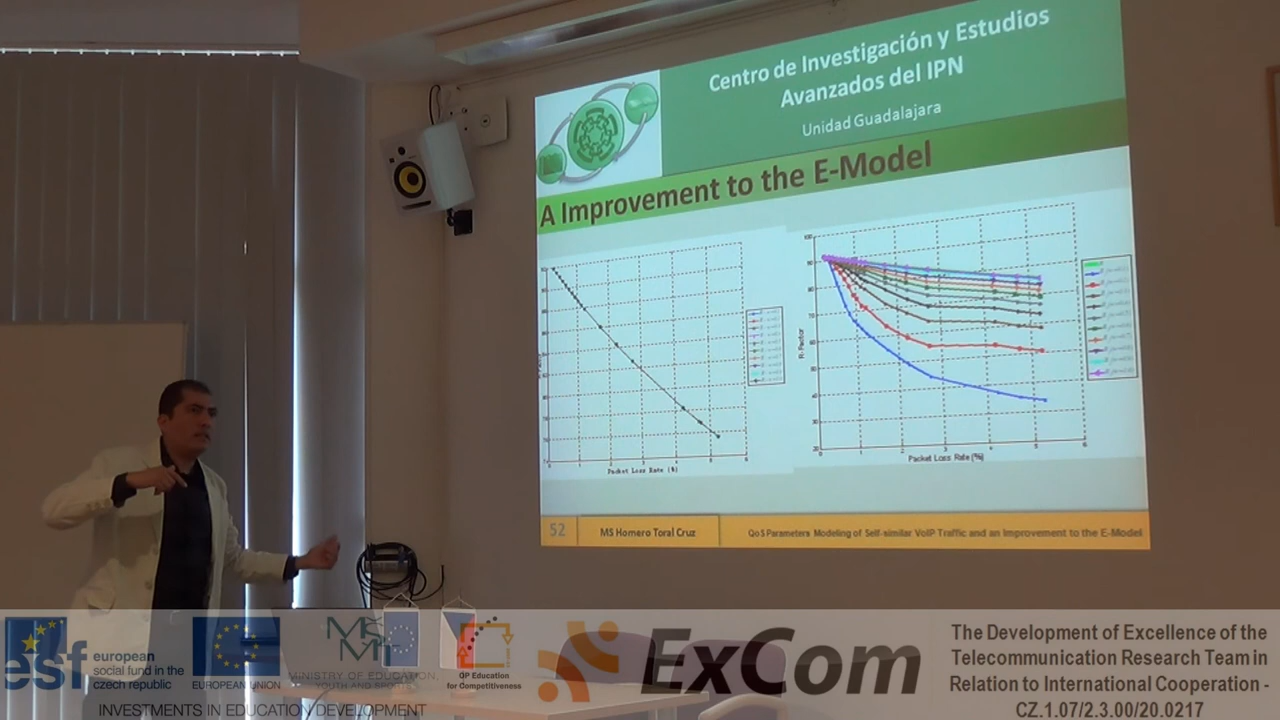 Centro de Investigación y Estudios
Avanzados del IPN
Unidad Guadalajara
A Improvement to the E-Model
Packet Loss Rate (%)
R-Factor
Packet Loss Rate (%)
52
MS Homero Toral Cruz
QoS Parameters Modeling of Self-similar VoIP Traffic and an Improvement to the E-Model
esf
european
social fund in the
czech republic
EUROPEAN UNION
MINISTRY OF EDUCATION,
YOUTH AND SPORTS
OP Education
for Competitiveness
INVESTMENTS IN EDUCATION DEVELOPMENT
ExCom
The Development of Excellence of the
Telecommunication Research Team in
Relation to International Cooperation -
CZ.1.07/2.3.00/20.0217